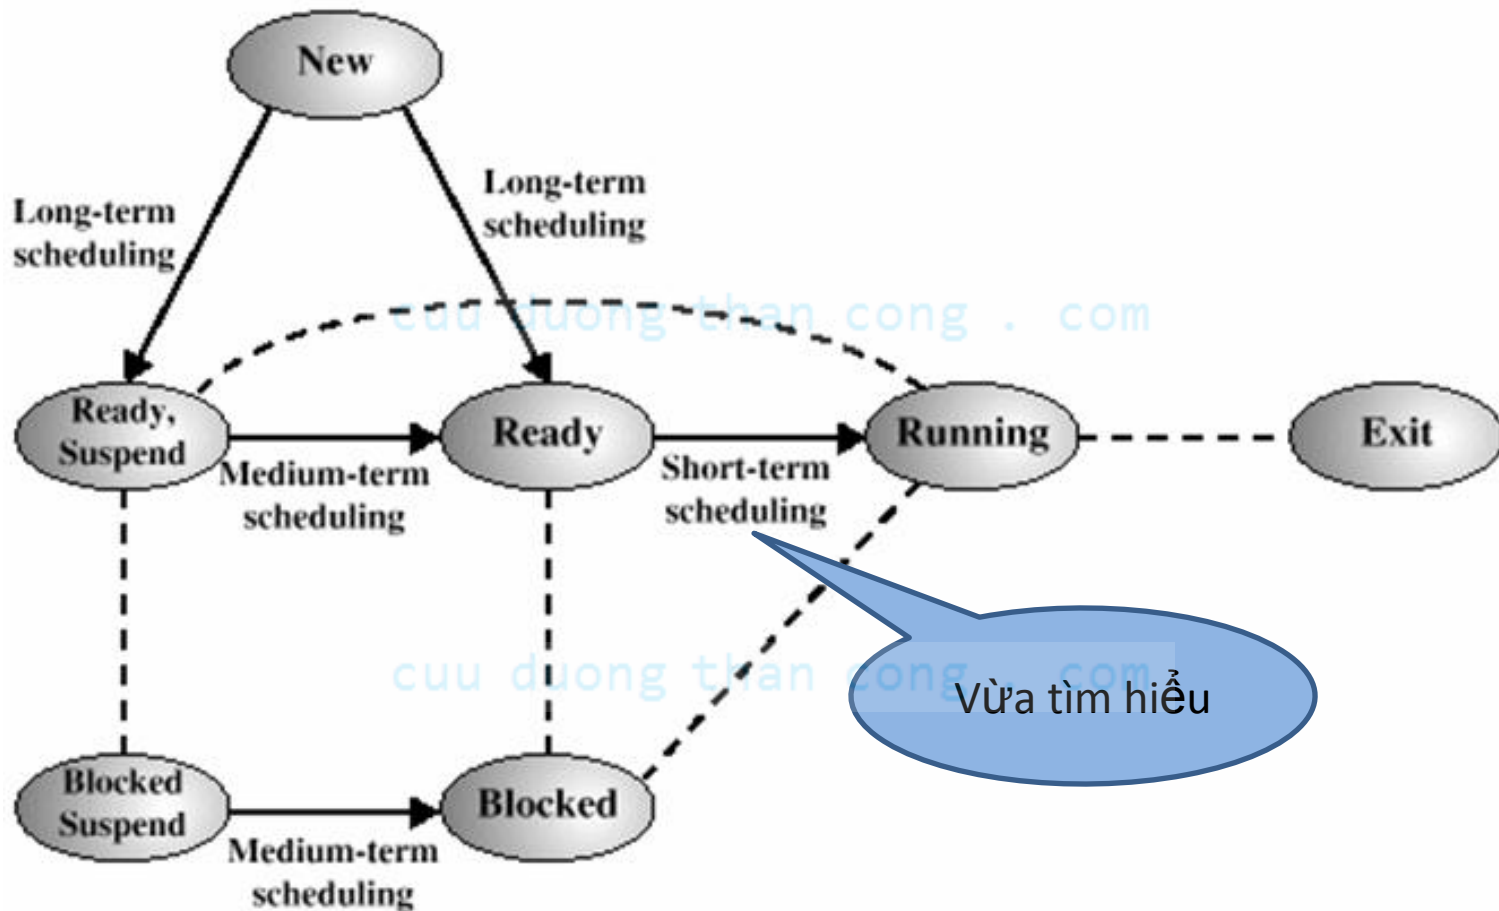 New
Long-term
scheduling
Long-term
scheduling
cuu duong than cong . com
Ready,
Suspend
Medium-term
scheduling
Ready
Short-term
scheduling
Running
Exit
cuu duong than cong . com
Vừa tìm hiểu
Blocked
Suspend
Medium-term
scheduling
Blocked